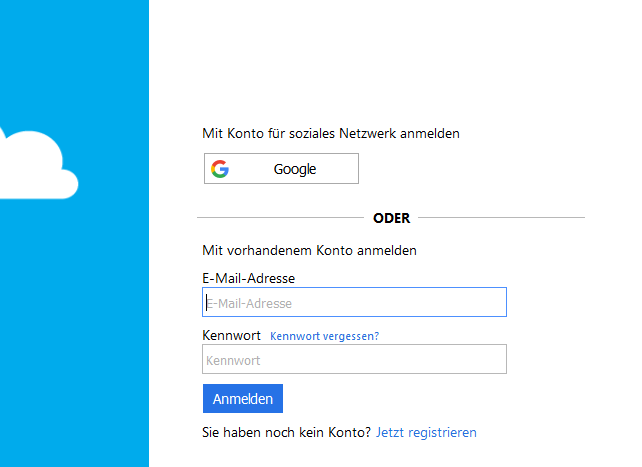 Mit Konto für soziales Netzwerk anmelden
Google
ODER
Mit vorhandenem Konto anmelden
E-Mail-Adresse
E-Mail-Adresse
Kennwort Kennwort vergessen?
Kennwort
Anmelden
Sie haben noch kein Konto? Jetzt registrieren